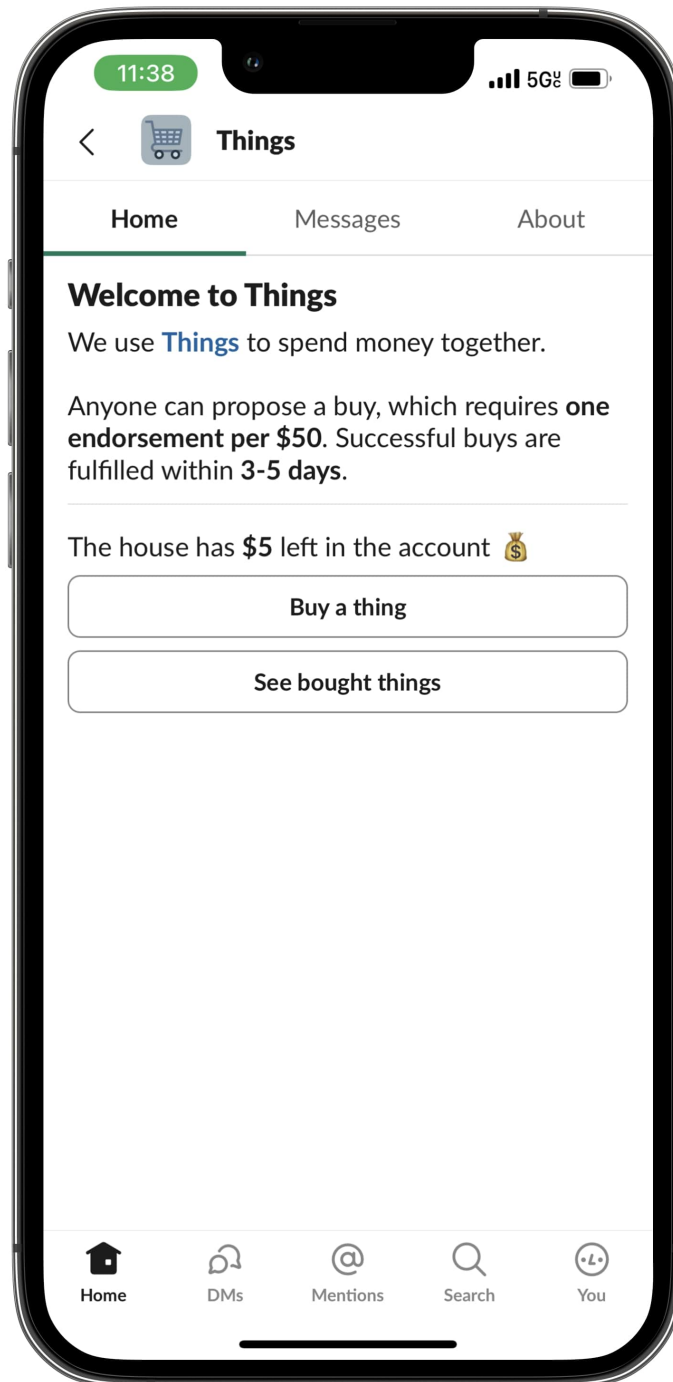 11:38
5G
Things
Home Messages About
Welcome to Things
We use Things to spend money together.
Anyone can propose a buy, which requires one
endorsement per $50. Successful buys are
fulfilled within 3-5 days.
The house has $5 left in the account
Buy a thing
See bought things
Home DMs Mentions Search You